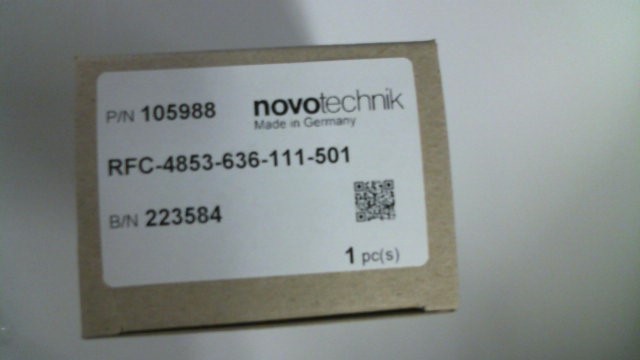 P/N 105988
novotechnik
Made in Germany
RFC-4853-636-111-501
B/N 223584
1 pc(s)